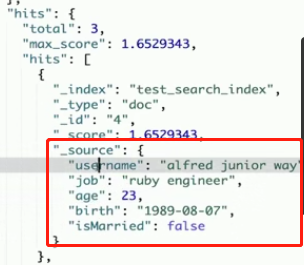 },
"hits": {
"total": 3,
"max_score": 1.6529343,
"hits": [
{
"_index": "test_search_index",
"_type": "doc",
"_id": "4",
"_score": 1.6529343,
"_source": {
"username": "alfred junior way"
"job": "ruby engineer",
"age": 23,
"birth": "1989-08-07",
"isMarried": false
}
},